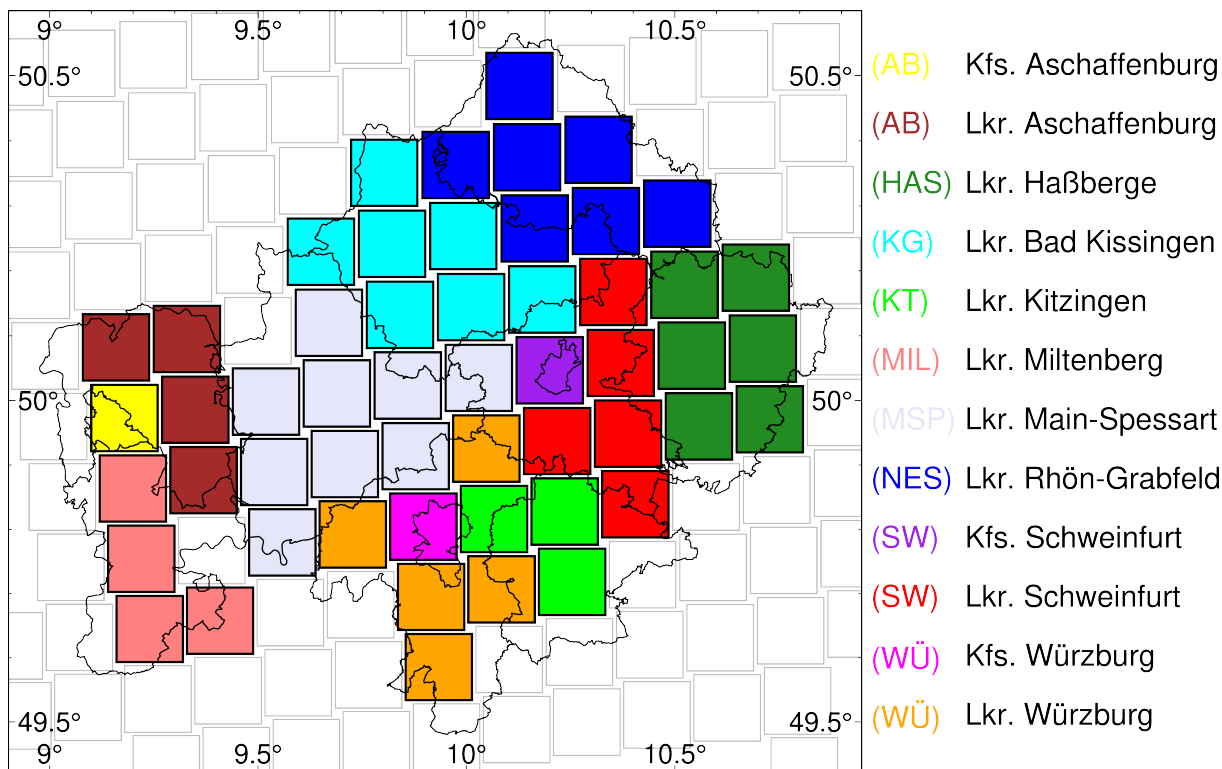 9° 9.5° 10° 10.5°
50.5° 50.5°
50° 50°
49.5° 49.5°
9° 9.5° 10° 10.5°
(AB) Kfs. Aschaffenburg
(AB) Lkr. Aschaffenburg
(HAS) Lkr. Haßberge
(KG) Lkr. Bad Kissingen
(KT) Lkr. Kitzingen
(MIL) Lkr. Miltenberg
(MSP) Lkr. Main-Spessart
(NES) Lkr. Rhön-Grabfeld
(SW) Kfs. Schweinfurt
(SW) Lkr. Schweinfurt
(WÜ) Kfs. Würzburg
(WÜ) Lkr. Würzburg